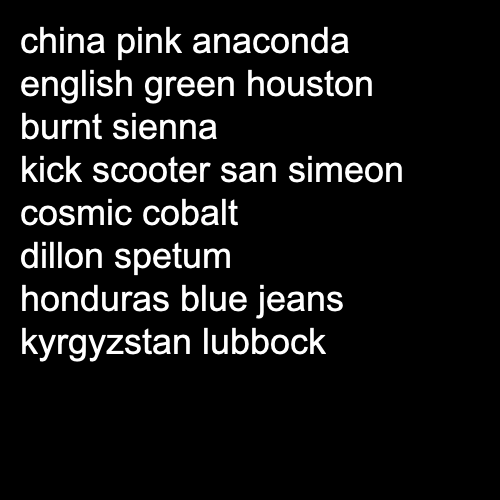 china pink anaconda
english green houston
burnt sienna
kick scooter san simeon
cosmic cobalt
dillon spetum
honduras blue jeans
kyrgyzstan lubbock